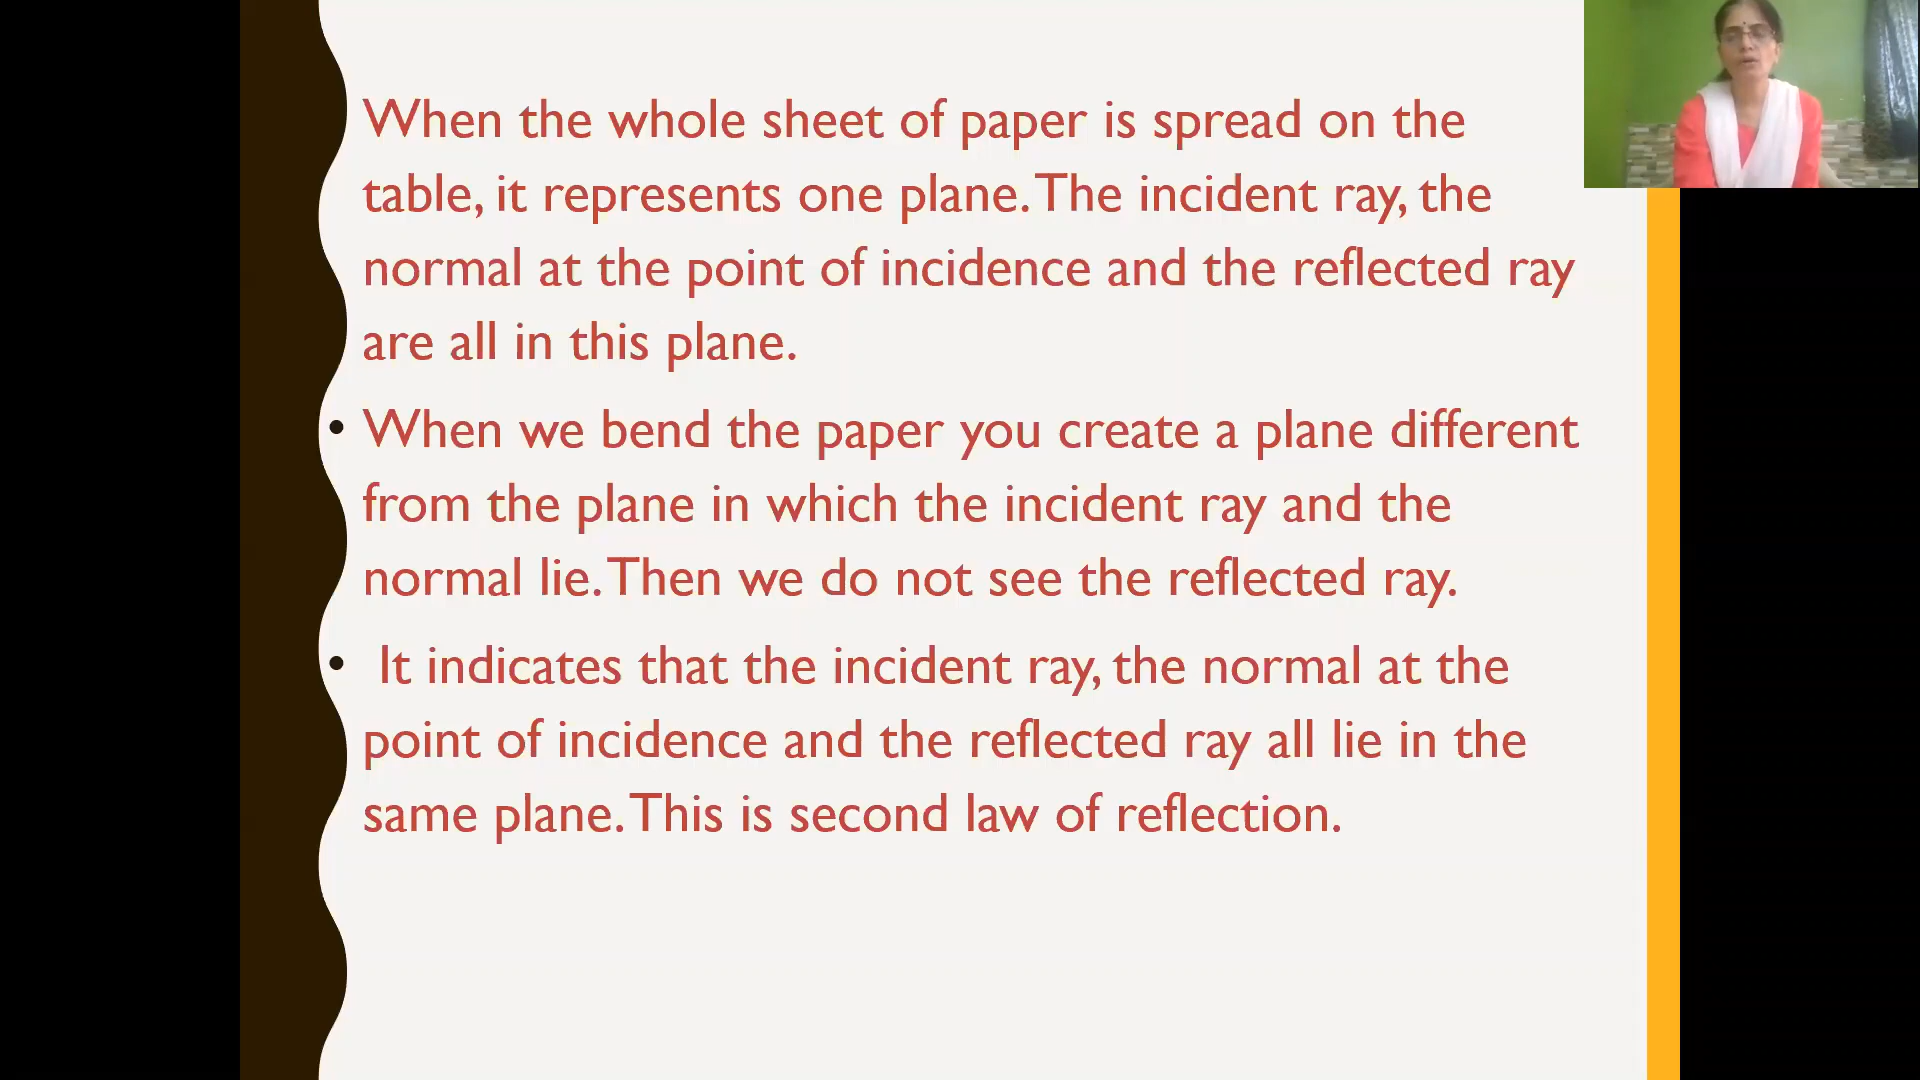 When the whole sheet of paper is spread on the
table, it represents one plane. The incident ray, the
normal at the point of incidence and the reflected ray
are all in this plane.
• When we bend the paper you create a plane different
from the plane in which the incident ray and the
normal lie. Then we do not see the reflected ray.
• It indicates that the incident ray, the normal at the
point of incidence and the reflected ray all lie in the
same plane. This is second law of reflection.